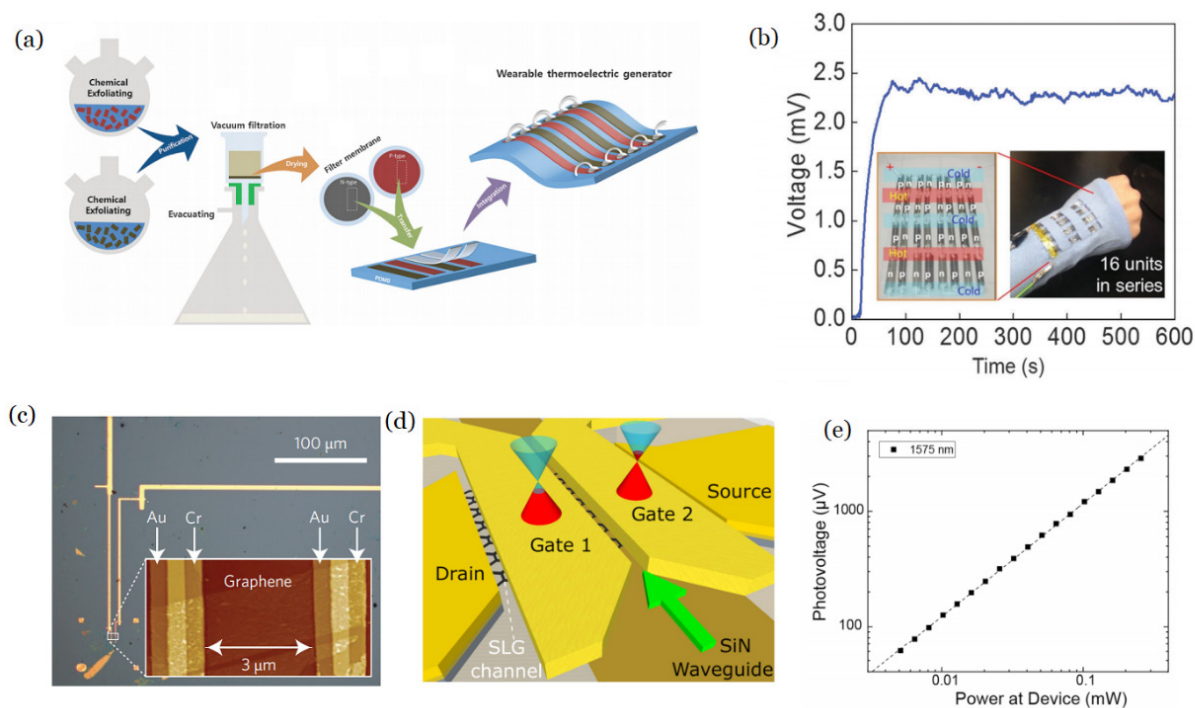 (a)
Chemical
Exfoliating
Chemical
Exfoliating
Purification
Vacuum filtration
Evacuating
Drying
Filter membrane
N-type
P-type
Transfer
PDMS
Integration
Wearable thermoelectric generator
(b)
Voltage (mV)
3.0
2.5
2.0
1.5
1.0
0.5
0.0
0 100 200 300 400 500 600
Time (s)
+ -
Cold
Hot
Cold
Hot
Cold
p n p n p n p n
n p n p n p n p
p n p n p n p n
n p n p n p n p
16 units
in series
(c)
100 μm
Au Cr Au Cr
Graphene
3 μm
(d)
Drain
Gate 1
Gate 2
Source
SLG
channel
SiN
Waveguide
(e)
1575 nm
Photovoltage (μV)
1000
100
0.01 0.1
Power at Device (mW)